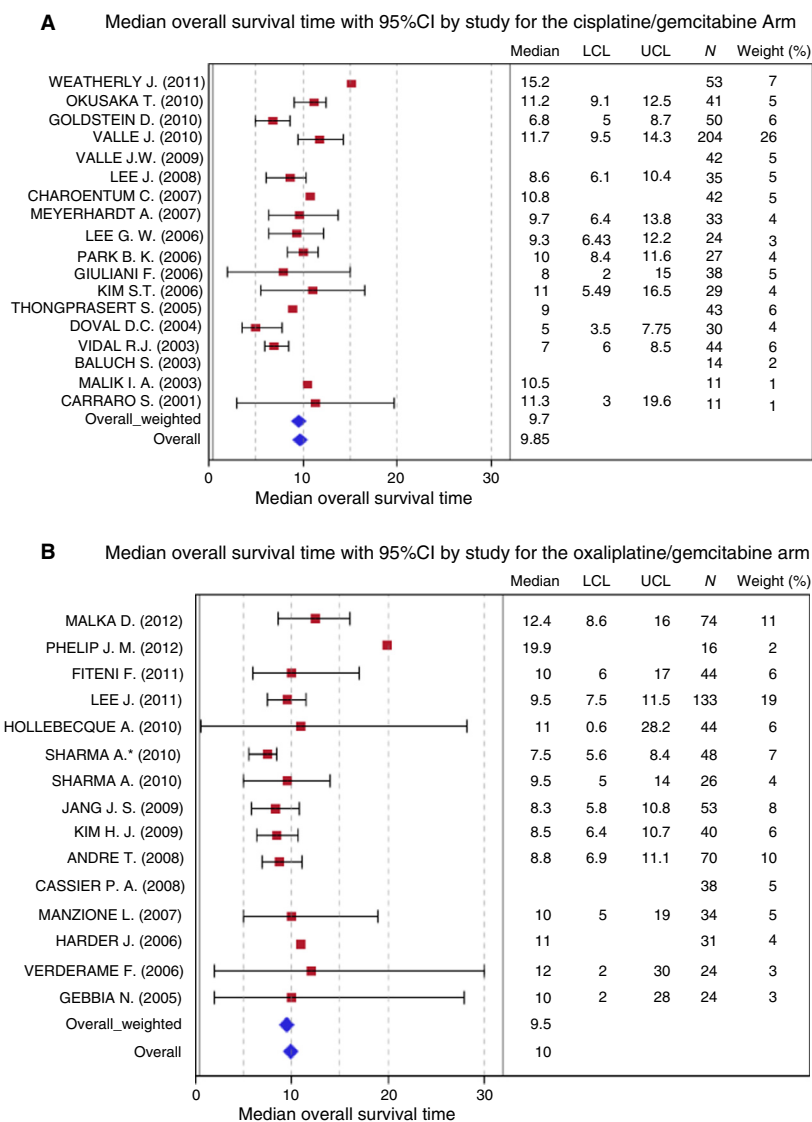 A Median overall survival time with 95%CI by study for the cisplatine/gemcitabine Arm
Median LCL UCL N Weight (%)
WEATHERLY J. (2011) 15.2 53 7
OKUSAKA T. (2010) 11.2 9.1 12.5 41 5
GOLDSTEIN D. (2010) 6.8 5 8.7 50 6
VALLE J. (2010) 11.7 9.5 14.3 204 26
VALLE J.W. (2009) 42 5
LEE J. (2008) 8.6 6.1 10.4 35 5
CHAROENTUM C. (2007) 10.8 42 5
MEYERHARDT A. (2007) 9.7 6.4 13.8 33 4
LEE G. W. (2006) 9.3 6.43 12.2 24 3
PARK B. K. (2006) 10 8.4 11.6 27 4
GIULIANI F. (2006) 8 2 15 38 5
KIM S.T. (2006) 11 5.49 16.5 29 4
THONGPRASERT S. (2005) 9 43 6
DOVAL D.C. (2004) 5 3.5 7.75 30 4
VIDAL R.J. (2003) 7 6 8.5 44 6
BALUCH S. (2003) 14 2
MALIK I. A. (2003) 10.5 11 1
CARRARO S. (2001) 11.3 3 19.6 11 1
Overall_weighted 9.7
Overall 9.85
0 10 20 30
Median overall survival time
B Median overall survival time with 95%CI by study for the oxaliplatine/gemcitabine arm
Median LCL UCL N Weight (%)
MALKA D. (2012) 12.4 8.6 16 74 11
PHELIP J. M. (2012) 19.9 16 2
FITENI F. (2011) 10 6 17 44 6
LEE J. (2011) 9.5 7.5 11.5 133 19
HOLLEBECQUE A. (2010) 11 0.6 28.2 44 6
SHARMA A.* (2010) 7.5 5.6 8.4 48 7
SHARMA A. (2010) 9.5 5 14 26 4
JANG J. S. (2009) 8.3 5.8 10.8 53 8
KIM H. J. (2009) 8.5 6.4 10.7 40 6
ANDRE T. (2008) 8.8 6.9 11.1 70 10
CASSIER P. A. (2008) 38 5
MANZIONE L. (2007) 10 5 19 34 5
HARDER J. (2006) 11 31 4
VERDERAME F. (2006) 12 2 30 24 3
GEBBIA N. (2005) 10 2 28 24 3
Overall_weighted 9.5
Overall 10
0 10 20 30
Median overall survival time